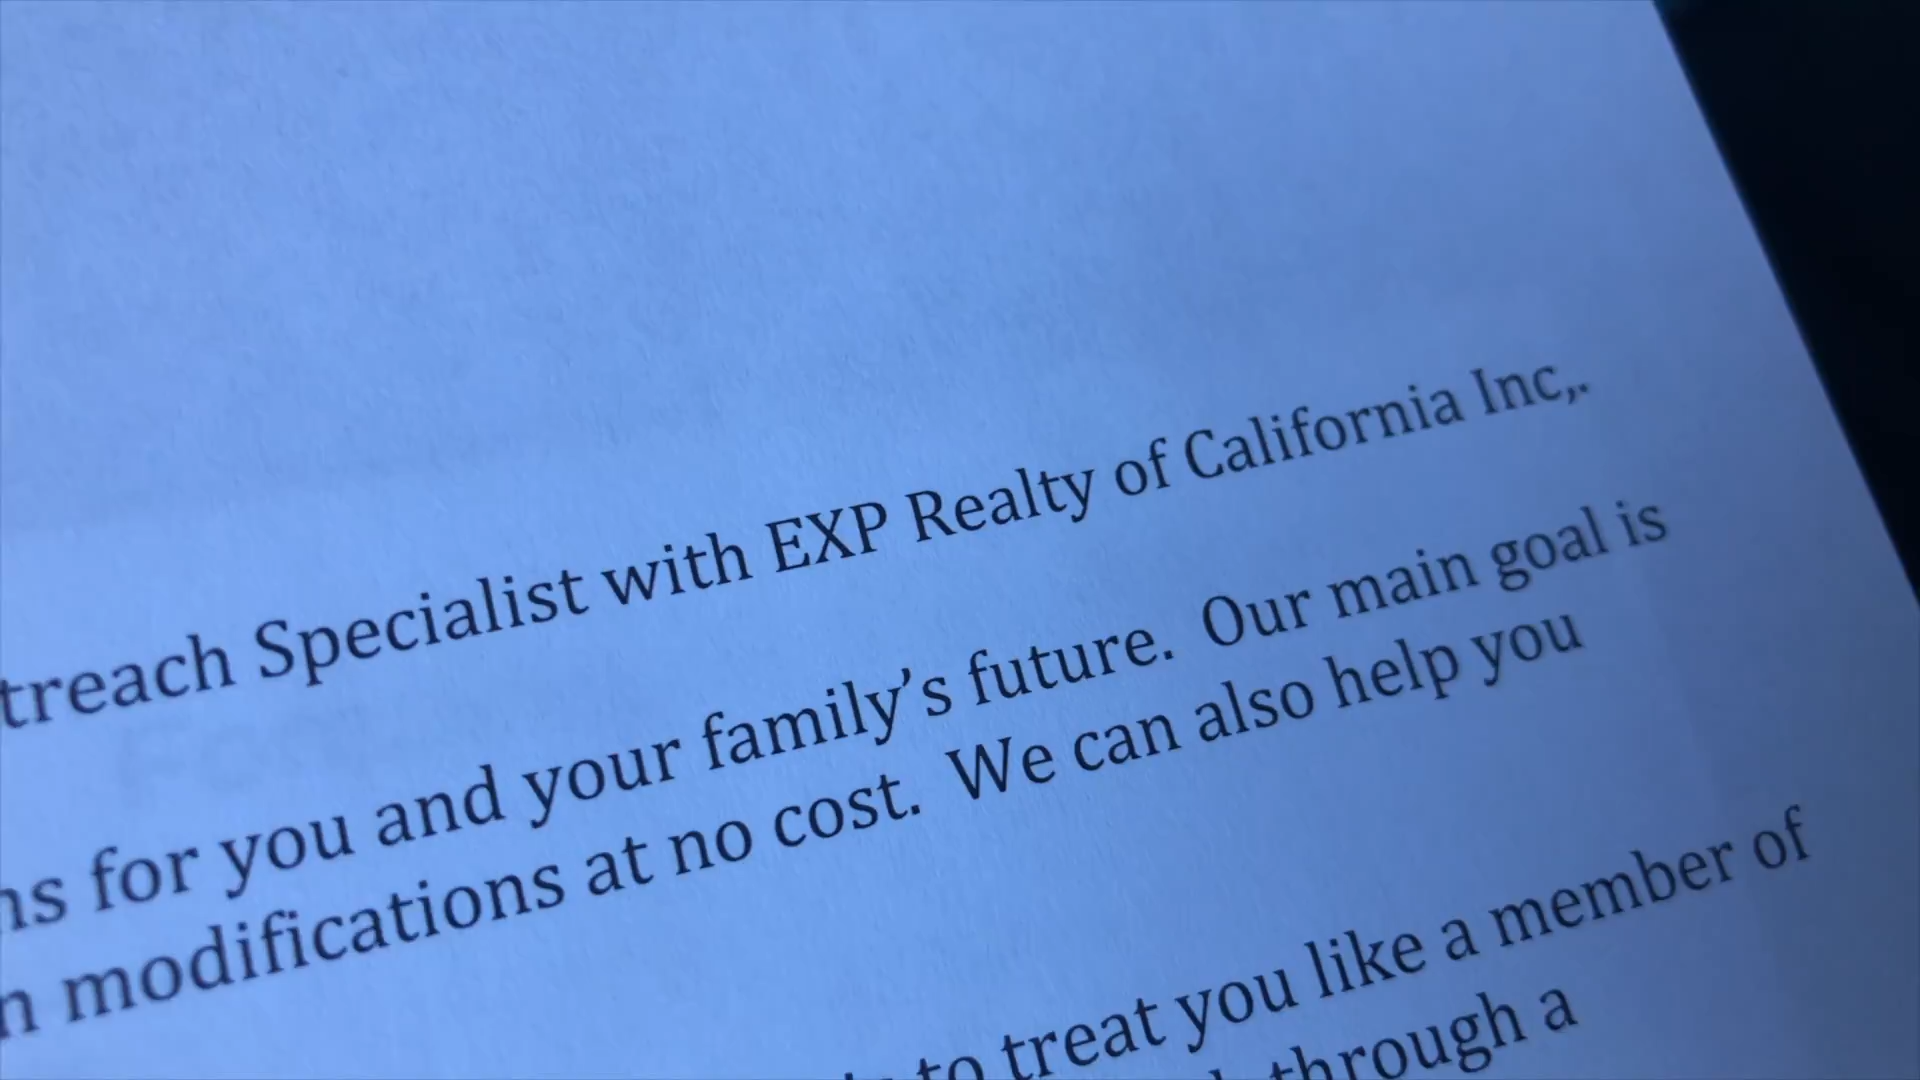 treach Specialist with EXP Realty of California Inc,.
ns for you and your family's future. Our main goal is
n modifications at no cost. We can also help you
to treat you like a member of
through a